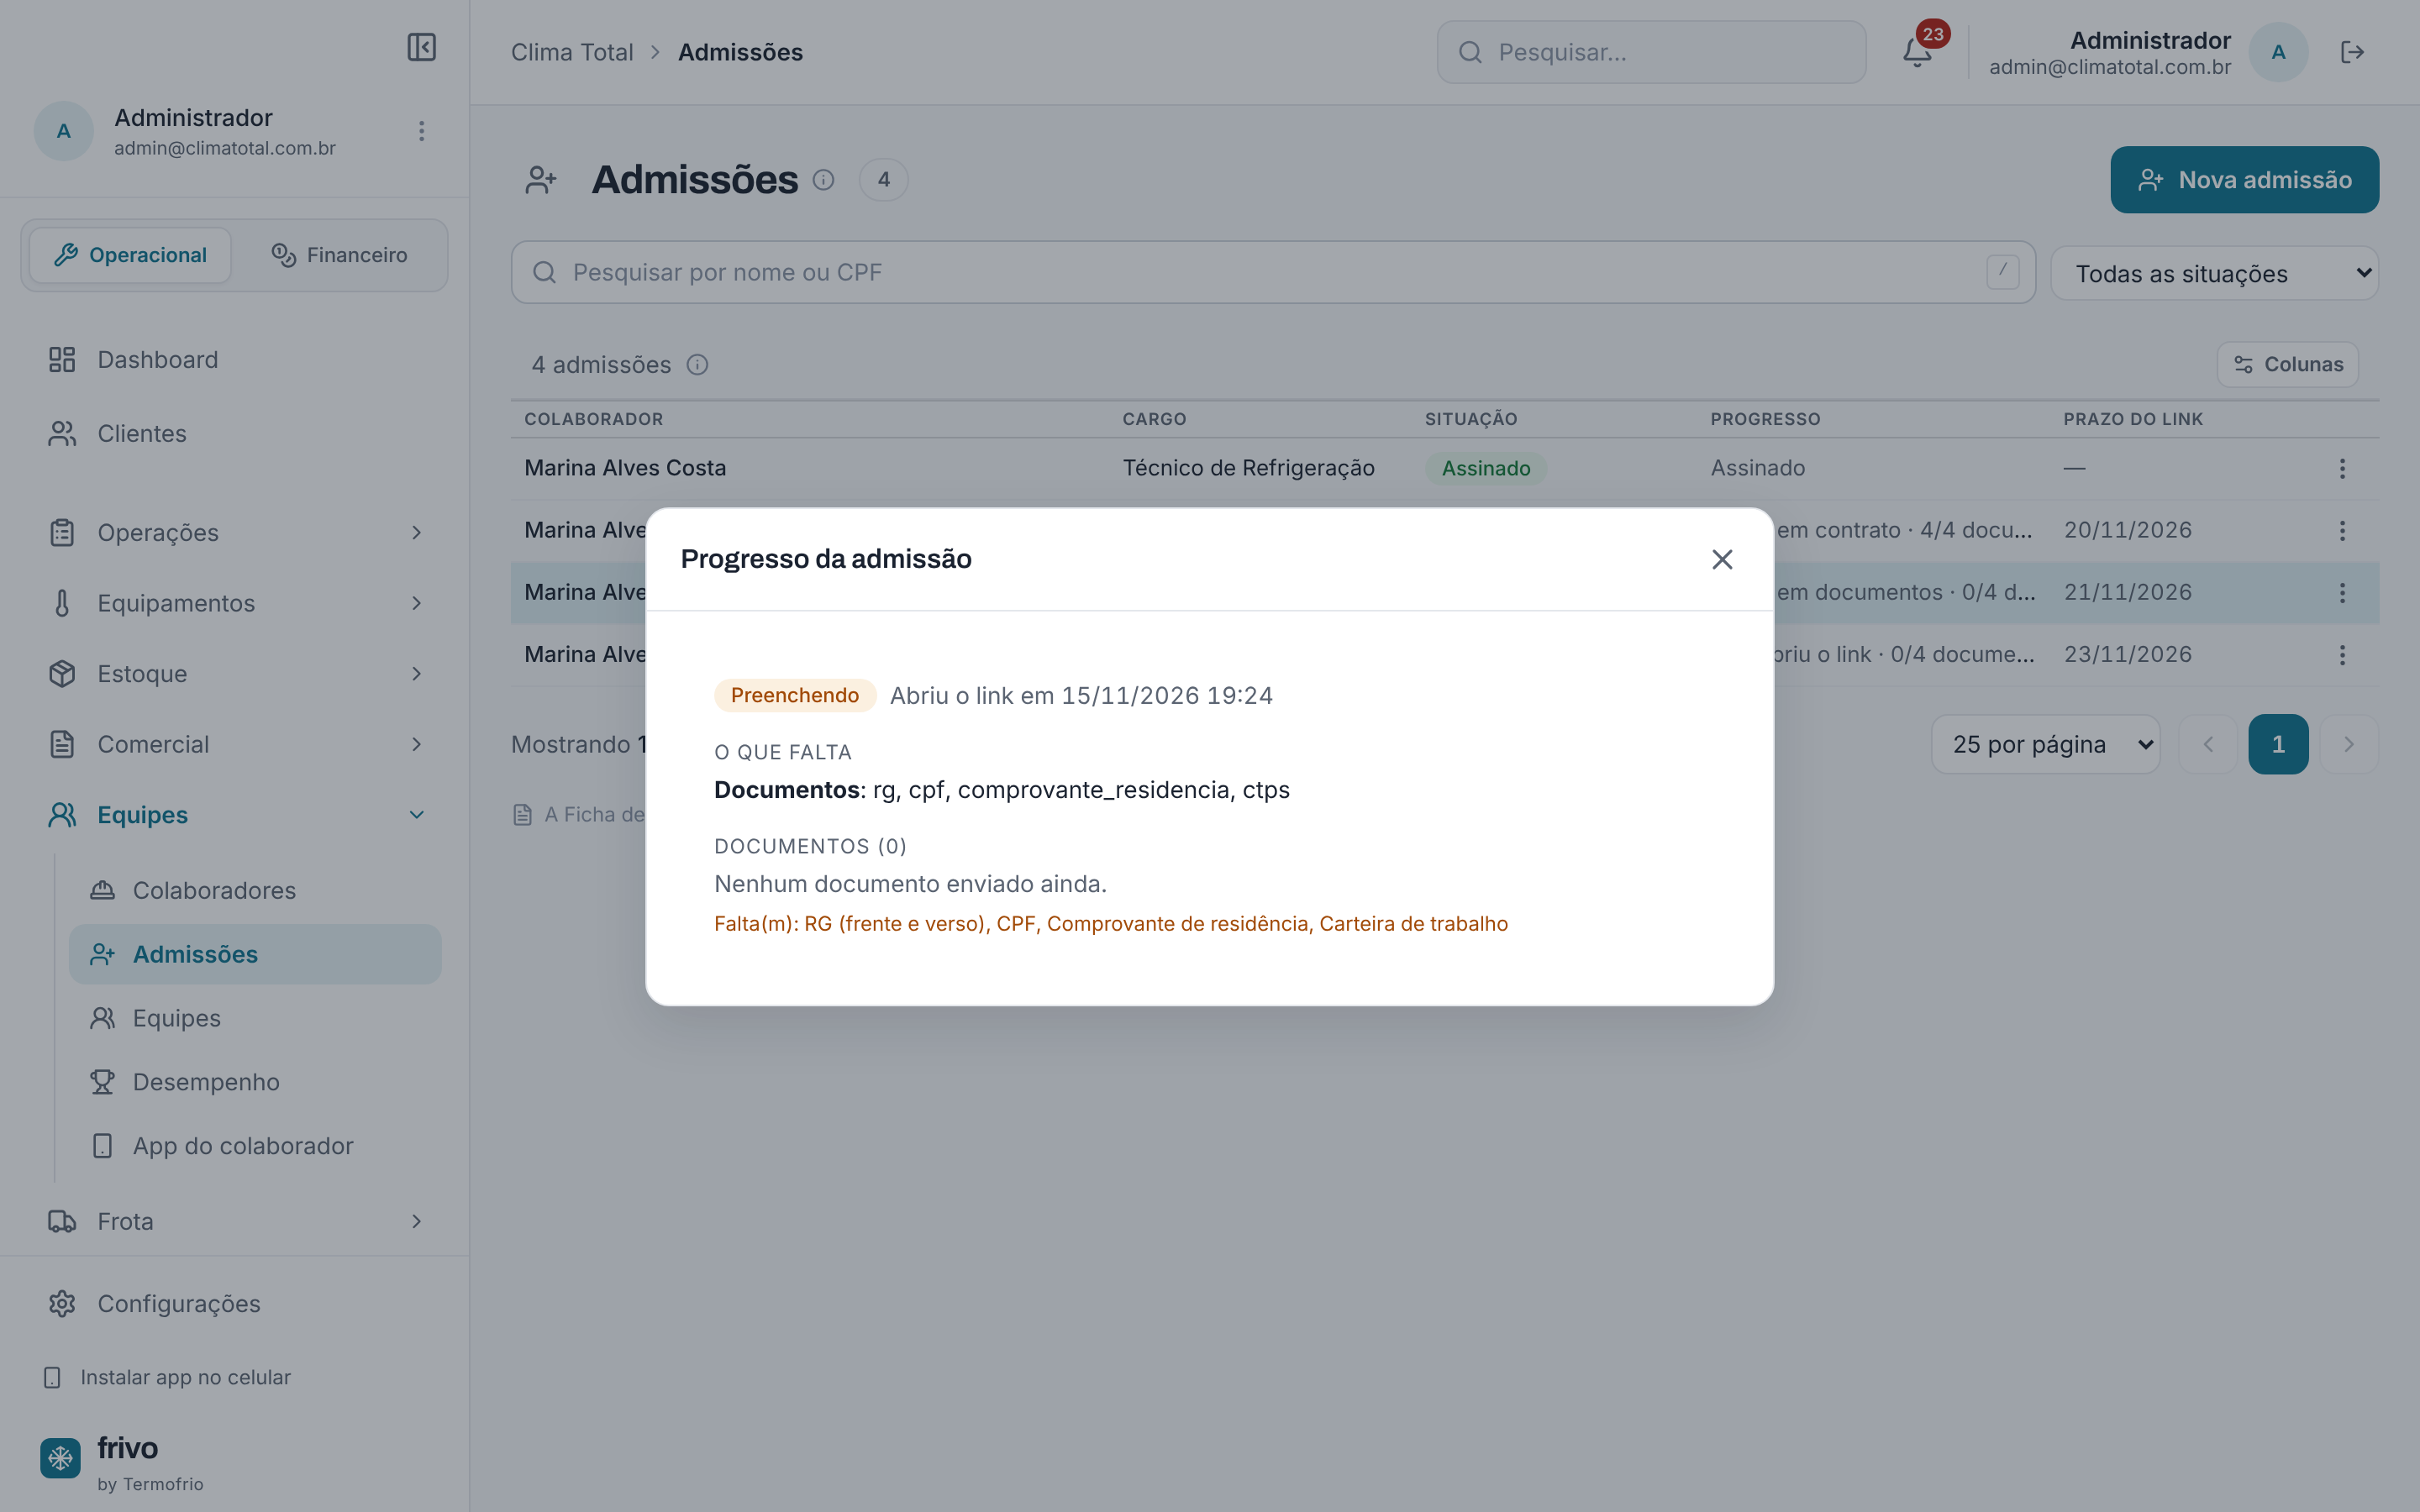 Clima Total > Admissões
Pesquisar...
23
Administrador
admin@climatotal.com.br
A
A
Administrador
admin@climatotal.com.br
Operacional
Financeiro
Dashboard
Clientes
Operações
Equipamentos
Estoque
Comercial
Equipes
Colaboradores
Admissões
Equipes
Desempenho
App do colaborador
Frota
Configurações
Instalar app no celular
frivo
by Termofrio
Admissões
4
Nova admissão
Pesquisar por nome ou CPF
/
Todas as situações
4 admissões
Colunas
COLABORADOR CARGO SITUAÇÃO PROGRESSO PRAZO DO LINK
Marina Alves Costa Técnico de Refrigeração Assinado Assinado —
Marina Alve em contrato · 4/4 docu... 20/11/2026
Marina Alve em documentos · 0/4 d... 21/11/2026
Marina Alve briu o link · 0/4 docume... 23/11/2026
Mostrando 1
25 por página
1
A Ficha de
Progresso da admissão
Preenchendo Abriu o link em 15/11/2026 19:24
O QUE FALTA
Documentos: rg, cpf, comprovante_residencia, ctps
DOCUMENTOS (0)
Nenhum documento enviado ainda.
Falta(m): RG (frente e verso), CPF, Comprovante de residência, Carteira de trabalho